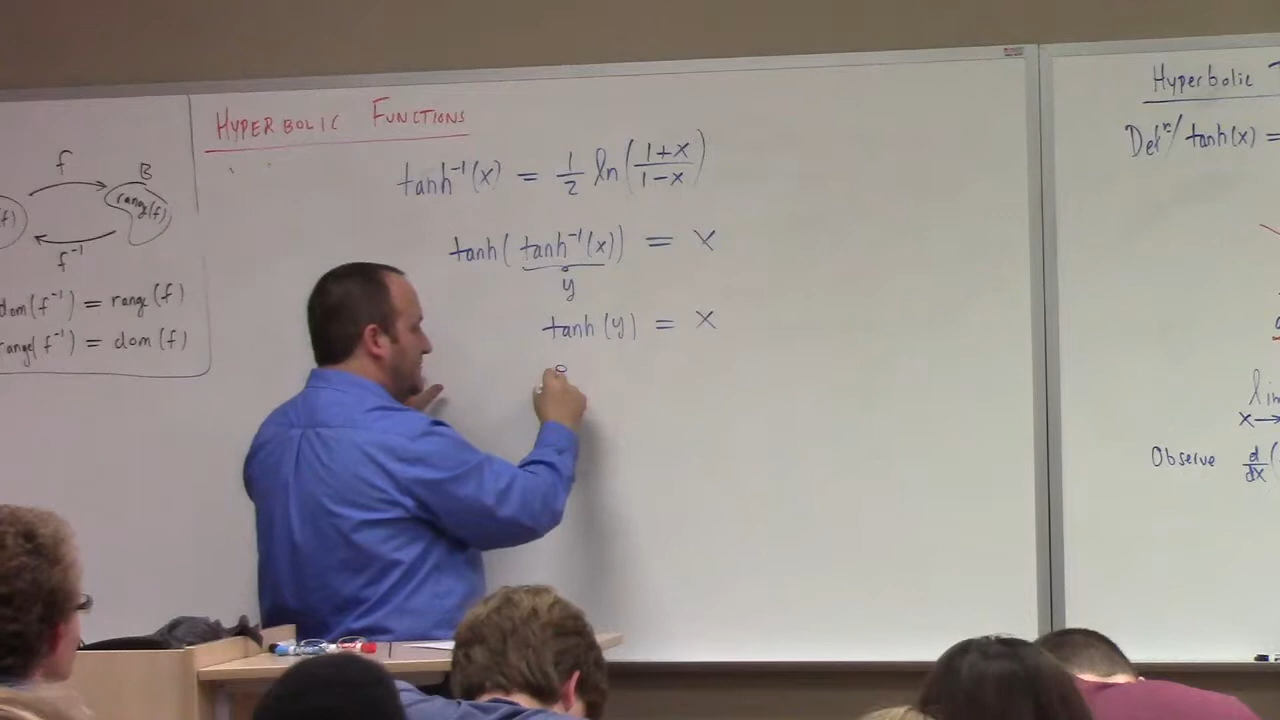 f
B
f) range(f)
f⁻¹
dom(f⁻¹) = range(f)
range(f⁻¹) = dom(f)
HYPERBOLIC FUNCTIONS
tanh⁻¹(x) = 1/2 ln((1+x)/(1-x))
tanh(tanh⁻¹(x)) = x
y
tanh(y) = x
Hyperbolic
Defⁿ/ tanh(x) =
x→
Observe d/dx (